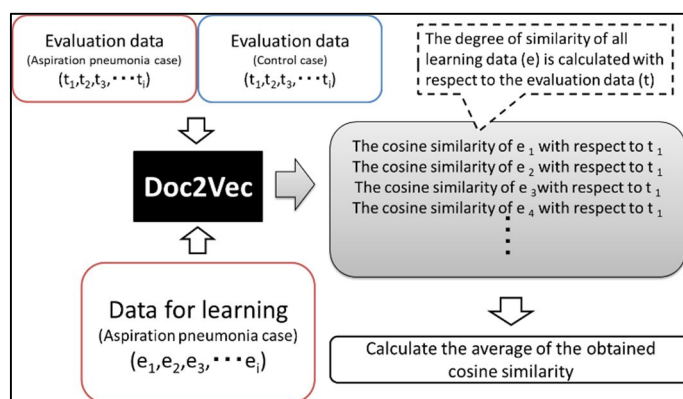 Evaluation data
(Aspiration pneumonia case)
(t₁,t₂,t₃, ･･･tᵢ)
Evaluation data
(Control case)
(t₁,t₂,t₃, ･･･tᵢ)
The degree of similarity of all
learning data (e) is calculated with
respect to the evaluation data (t)
Doc2Vec
The cosine similarity of e ₁ with respect to t ₁
The cosine similarity of e ₂ with respect to t ₁
The cosine similarity of e ₃with respect to t ₁
The cosine similarity of e ₄ with respect to t ₁
Data for learning
(Aspiration pneumonia case)
(e₁,e₂,e₃, ･･･eᵢ)
Calculate the average of the obtained
cosine similarity